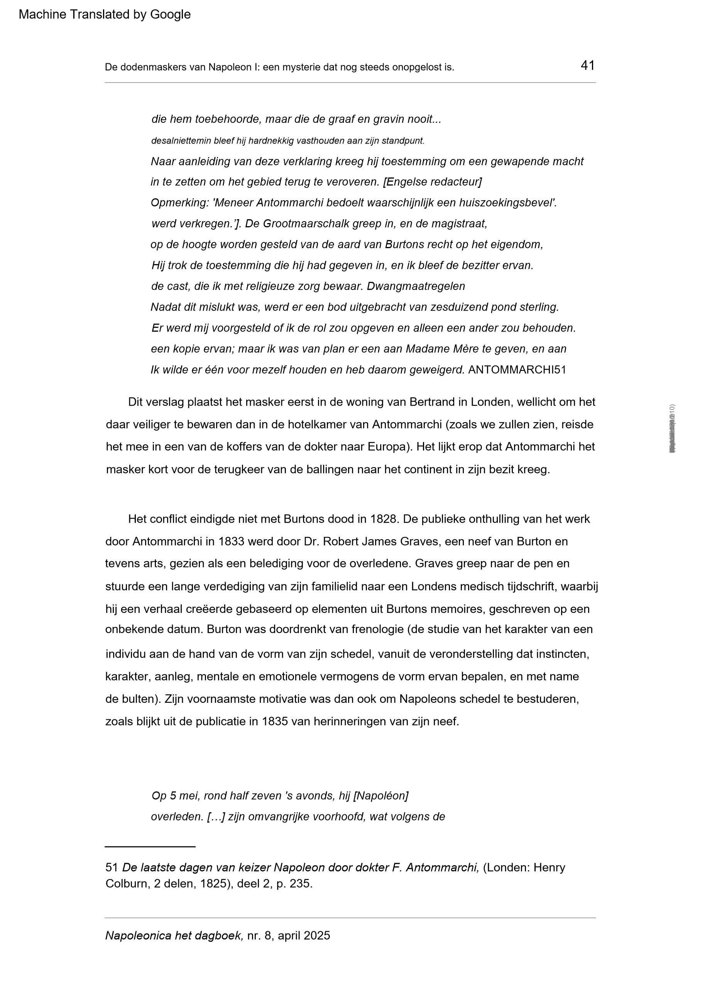 Machine Translated by Google
De dodenmaskers van Napoleon I: een mysterie dat nog steeds onopgelost is.
41
die hem toebehoorde, maar die de graaf en gravin nooit...
desalniettemin bleef hij hardnekkig vasthouden aan zijn standpunt.
Naar aanleiding van deze verklaring kreeg hij toestemming om een gewapende macht
in te zetten om het gebied terug te veroveren. [Engelse redacteur]
Opmerking: 'Meneer Antommarchi bedoelt waarschijnlijk een huiszoekingsbevel'.
werd verkregen.’]. De Grootmaarschalk greep in, en de magistraat,
op de hoogte worden gesteld van de aard van Burtons recht op het eigendom,
Hij trok de toestemming die hij had gegeven in, en ik bleef de bezitter ervan.
de cast, die ik met religieuze zorg bewaar. Dwangmaatregelen
Nadat dit mislukt was, werd er een bod uitgebracht van zesduizend pond sterling.
Er werd mij voorgesteld of ik de rol zou opgeven en alleen een ander zou behouden.
een kopie ervan; maar ik was van plan er een aan Madame Mère te geven, en aan
Ik wilde er één voor mezelf houden en heb daarom geweigerd. ANTOMMARCHI51
Dit verslag plaatst het masker eerst in de woning van Bertrand in Londen, wellicht om het
daar veiliger te bewaren dan in de hotelkamer van Antommarchi (zoals we zullen zien, reisde
het mee in een van de koffers van de dokter naar Europa). Het lijkt erop dat Antommarchi het
masker kort voor de terugkeer van de ballingen naar het continent in zijn bezit kreeg.
Het conflict eindigde niet met Burtons dood in 1828. De publieke onthulling van het werk
door Antommarchi in 1833 werd door Dr. Robert James Graves, een neef van Burton en
tevens arts, gezien als een belediging voor de overledene. Graves greep naar de pen en
stuurde een lange verdediging van zijn familielid naar een Londens medisch tijdschrift, waarbij
hij een verhaal creëerde gebaseerd op elementen uit Burtons memoires, geschreven op een
onbekende datum. Burton was doordrenkt van frenologie (de studie van het karakter van een
individu aan de hand van de vorm van zijn schedel, vanuit de veronderstelling dat instincten,
karakter, aanleg, mentale en emotionele vermogens de vorm ervan bepalen, en met name
de bulten). Zijn voornaamste motivatie was dan ook om Napoleons schedel te bestuderen,
zoals blijkt uit de publicatie in 1835 van herinneringen van zijn neef.
Op 5 mei, rond half zeven 's avonds, hij [Napoléon]
overleden. […] zijn omvangrijke voorhoofd, wat volgens de
51 De laatste dagen van keizer Napoleon door dokter F. Antommarchi, (Londen: Henry
Colburn, 2 delen, 1825), deel 2, p. 235.
Napoleonica het dagboek, nr. 8, april 2025